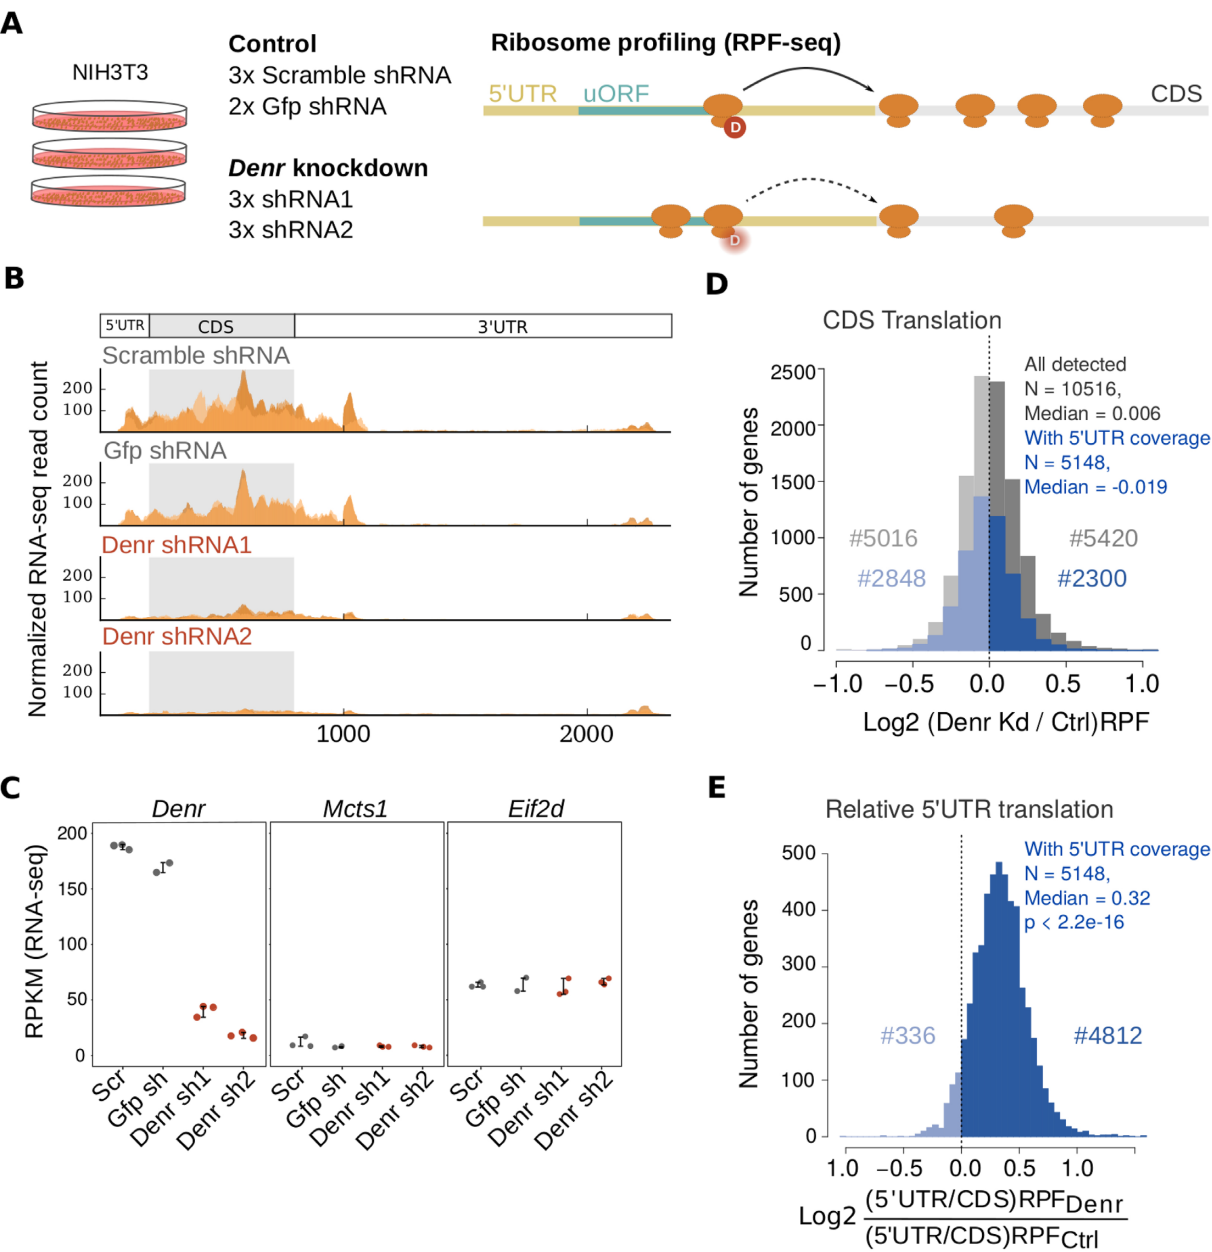 A
NIH3T3
Control
3x Scramble shRNA
2x Gfp shRNA
Denr knockdown
3x shRNA1
3x shRNA2
Ribosome profiling (RPF-seq)
5'UTR
uORF
CDS
D
D
B
5'UTR
CDS
3'UTR
Normalized RNA-seq read count
Scramble shRNA
200
100
Gfp shRNA
200
100
Denr shRNA1
200
100
Denr shRNA2
200
100
1000
2000
C
Denr
Mcts1
Eif2d
RPKM (RNA-seq)
200
150
100
50
0
Scr
Gfp sh
Denr sh1
Denr sh2
Scr
Gfp sh
Denr sh1
Denr sh2
Scr
Gfp sh
Denr sh1
Denr sh2
D
CDS Translation
All detected
N = 10516,
Median = 0.006
With 5'UTR coverage
N = 5148,
Median = -0.019
Number of genes
2500
2000
1500
1000
500
0
#5016
#2848
#5420
#2300
−1.0
−0.5
0.0
0.5
1.0
Log2 (Denr Kd / Ctrl)RPF
E
Relative 5'UTR translation
With 5'UTR coverage
N = 5148,
Median = 0.32
p < 2.2e-16
Number of genes
500
400
300
200
100
0
#336
#4812
1.0
−0.5
0.0
0.5
1.0
Log2
(5'UTR/CDS)RPFDenr
(5'UTR/CDS)RPFCtrl